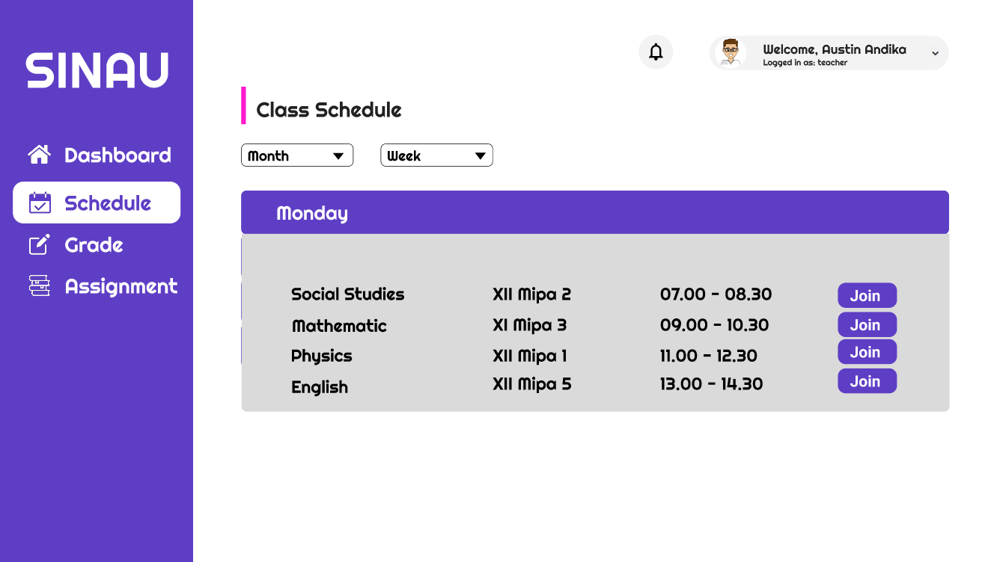 SINAU
Dashboard
Schedule
Grade
Assignment
Welcome, Austin Andika
Logged in as: teacher
Class Schedule
Month Week
Monday
Social Studies XII Mipa 2 07.00 - 08.30 Join
Mathematic XI Mipa 3 09.00 - 10.30 Join
Physics XII Mipa 1 11.00 - 12.30 Join
English XII Mipa 5 13.00 - 14.30 Join